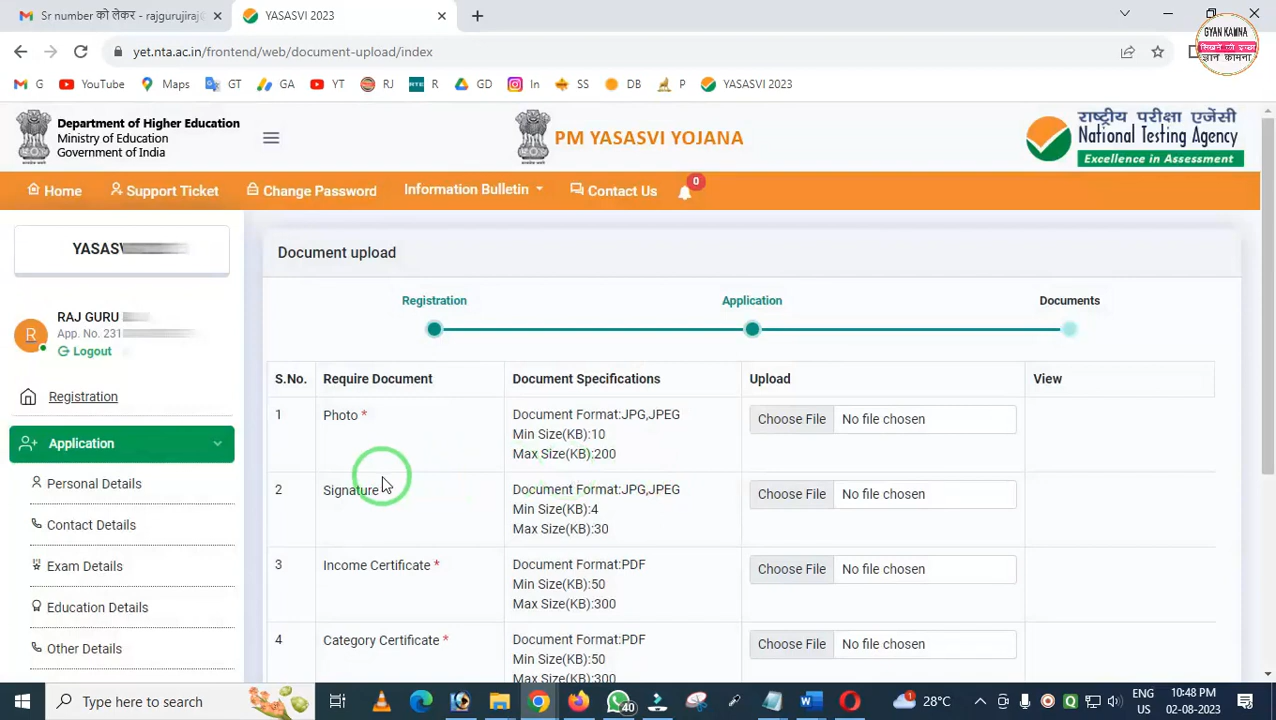 Sr number को लेकर - rajgurujiraj
YASASVI 2023
yet.nta.ac.in/frontend/web/document-upload/index
G
YouTube
Maps
GT
GA
YT
RJ
R
GD
In
SS
DB
P
YASASVI 2023
GYAN KAMNA
ज्ञान कामना
Department of Higher Education
Ministry of Education
Government of India
PM YASASVI YOJANA
राष्ट्रीय परीक्षा एजेंसी
National Testing Agency
Excellence in Assessment
Home
Support Ticket
Change Password
Information Bulletin
Contact Us
0
YASASV
R
RAJ GURU
App. No. 231
Logout
Registration
Application
Personal Details
Contact Details
Exam Details
Education Details
Other Details
Document upload
Registration
Application
Documents
S.No. Require Document Document Specifications Upload View
1 Photo * Document Format:JPG,JPEG Choose File No file chosen
Min Size(KB):10
Max Size(KB):200
2 Signature Document Format:JPG,JPEG Choose File No file chosen
Min Size(KB):4
Max Size(KB):30
3 Income Certificate * Document Format:PDF Choose File No file chosen
Min Size(KB):50
Max Size(KB):300
4 Category Certificate * Document Format:PDF Choose File No file chosen
Min Size(KB):50
Max Size(KB):300
Type here to search
40
28°C
ENG
US
10:48 PM
02-08-2023